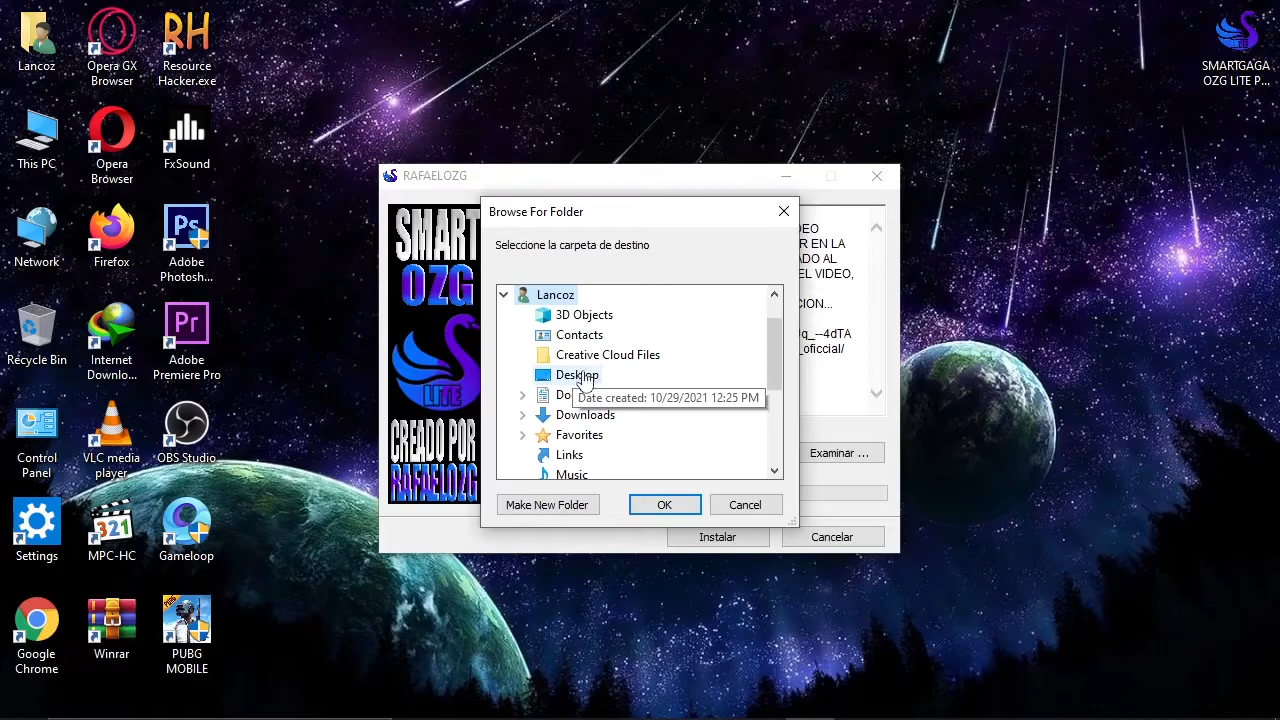 Lancoz
Opera GX
Browser
Resource
Hacker.exe
This PC
Opera
Browser
FxSound
Network
Firefox
Adobe
Photosh...
Recycle Bin
Internet
Downlo...
Adobe
Premiere Pro
Control
Panel
VLC media
player
OBS Studio
Settings
MPC-HC
321
Gameloop
Google
Chrome
Winrar
PUBG
MOBILE
RH
Ps
Pr
SMARTGAGA
OZG LITE P...
RAFAELOZG
SMART
OZG
LITE
CREADO POR
RAFAELOZG
DEO
R EN LA
ADO AL
EL VIDEO,
CION...
_--4dTA
_oficcial/
Examinar ...
Instalar
Cancelar
Browse For Folder
Seleccione la carpeta de destino
Lancoz
3D Objects
Contacts
Creative Cloud Files
Desktop
Do
Date created: 10/29/2021 12:25 PM
Downloads
Favorites
Links
Music
Make New Folder
OK
Cancel